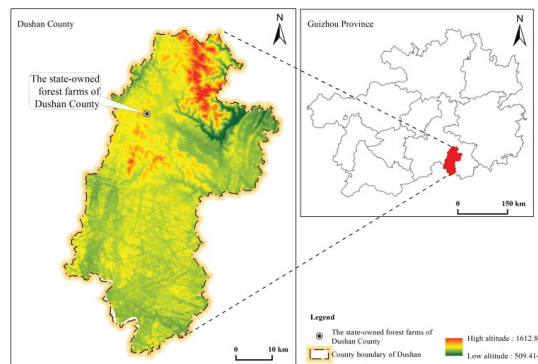 Dushan County
N
The state-owned
forest farms of
Dushan County
0 10 km
Guizhou Province
N
0 150 km
Legend
The state-owned forest farms of
Dushan County
County boundary of Dushan
High altitude : 1612.8
Low altitude : 509.414